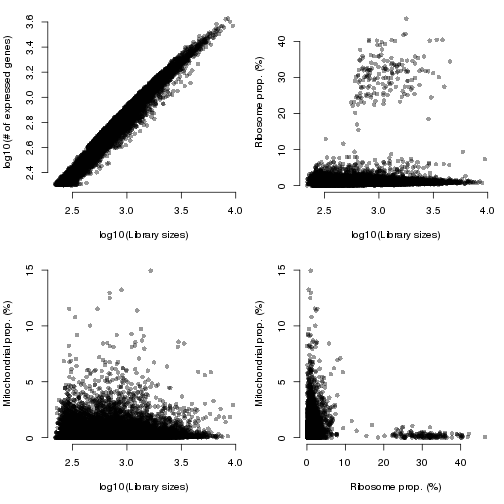 log10(# of expressed genes)
2.4 2.6 2.8 3.0 3.2 3.4 3.6
2.5 3.0 3.5 4.0
log10(Library sizes)
Ribosome prop. (%)
0 10 20 30 40
2.5 3.0 3.5 4.0
log10(Library sizes)
Mitochondrial prop. (%)
0 5 10 15
2.5 3.0 3.5 4.0
log10(Library sizes)
Mitochondrial prop. (%)
0 5 10 15
0 10 20 30 40
Ribosome prop. (%)